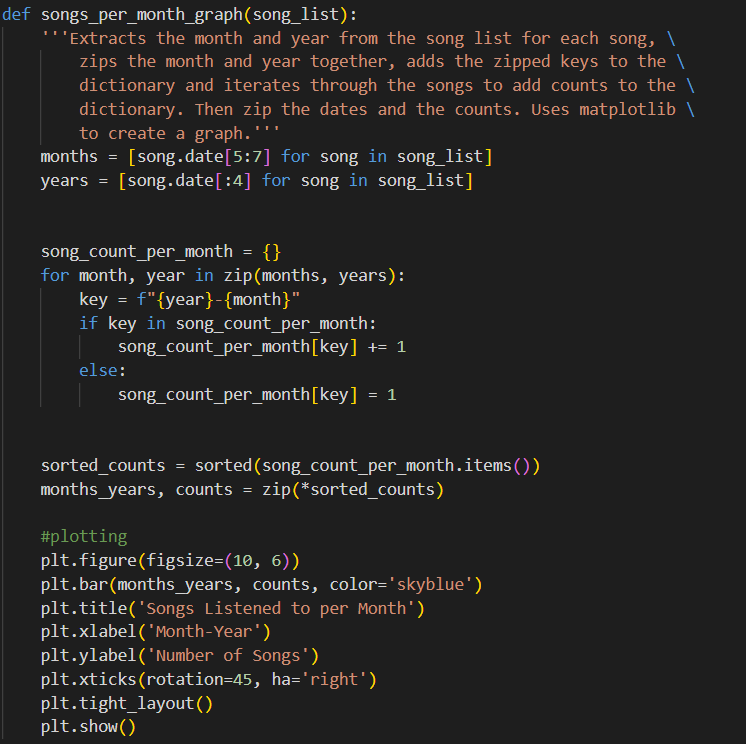 def songs_per_month_graph(song_list):
    '''Extracts the month and year from the song list for each song, \
        zips the month and year together, adds the zipped keys to the \
        dictionary and iterates through the songs to add counts to the \
        dictionary. Then zip the dates and the counts. Uses matplotlib \
        to create a graph.'''
    months = [song.date[5:7] for song in song_list]
    years = [song.date[:4] for song in song_list]
    song_count_per_month = {}
    for month, year in zip(months, years):
        key = f"{year}-{month}"
        if key in song_count_per_month:
            song_count_per_month[key] += 1
        else:
            song_count_per_month[key] = 1
    sorted_counts = sorted(song_count_per_month.items())
    months_years, counts = zip(*sorted_counts)
    #plotting
    plt.figure(figsize=(10, 6))
    plt.bar(months_years, counts, color='skyblue')
    plt.title('Songs Listened to per Month')
    plt.xlabel('Month-Year')
    plt.ylabel('Number of Songs')
    plt.xticks(rotation=45, ha='right')
    plt.tight_layout()
    plt.show()